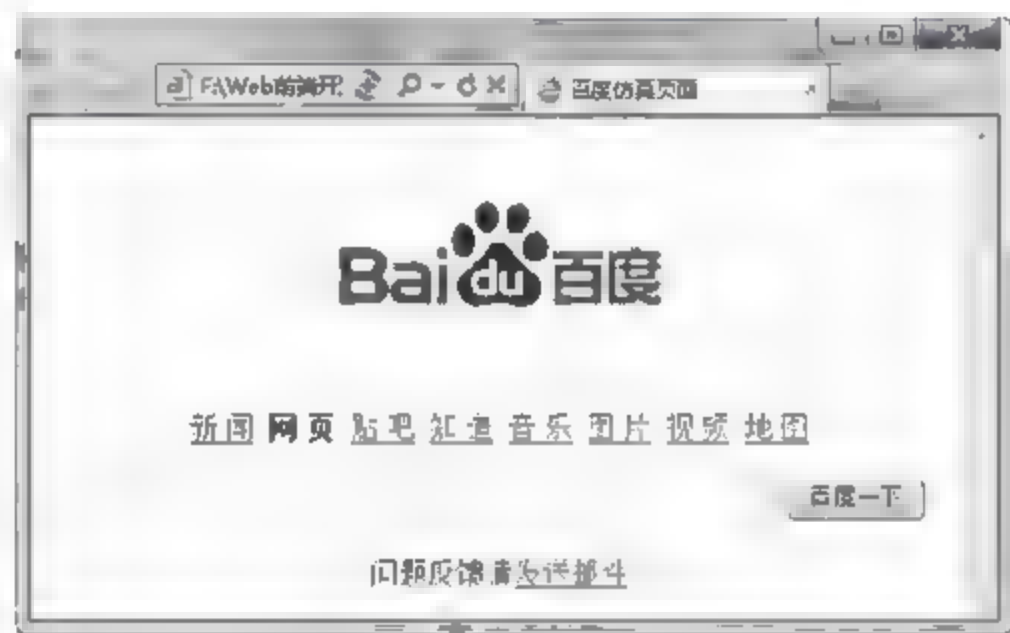 F:\Web前端开 百度仿真页面
Bai du 百度
新闻 网页 贴吧 知道 音乐 图片 视频 地图
百度一下
问题反馈请发送邮件